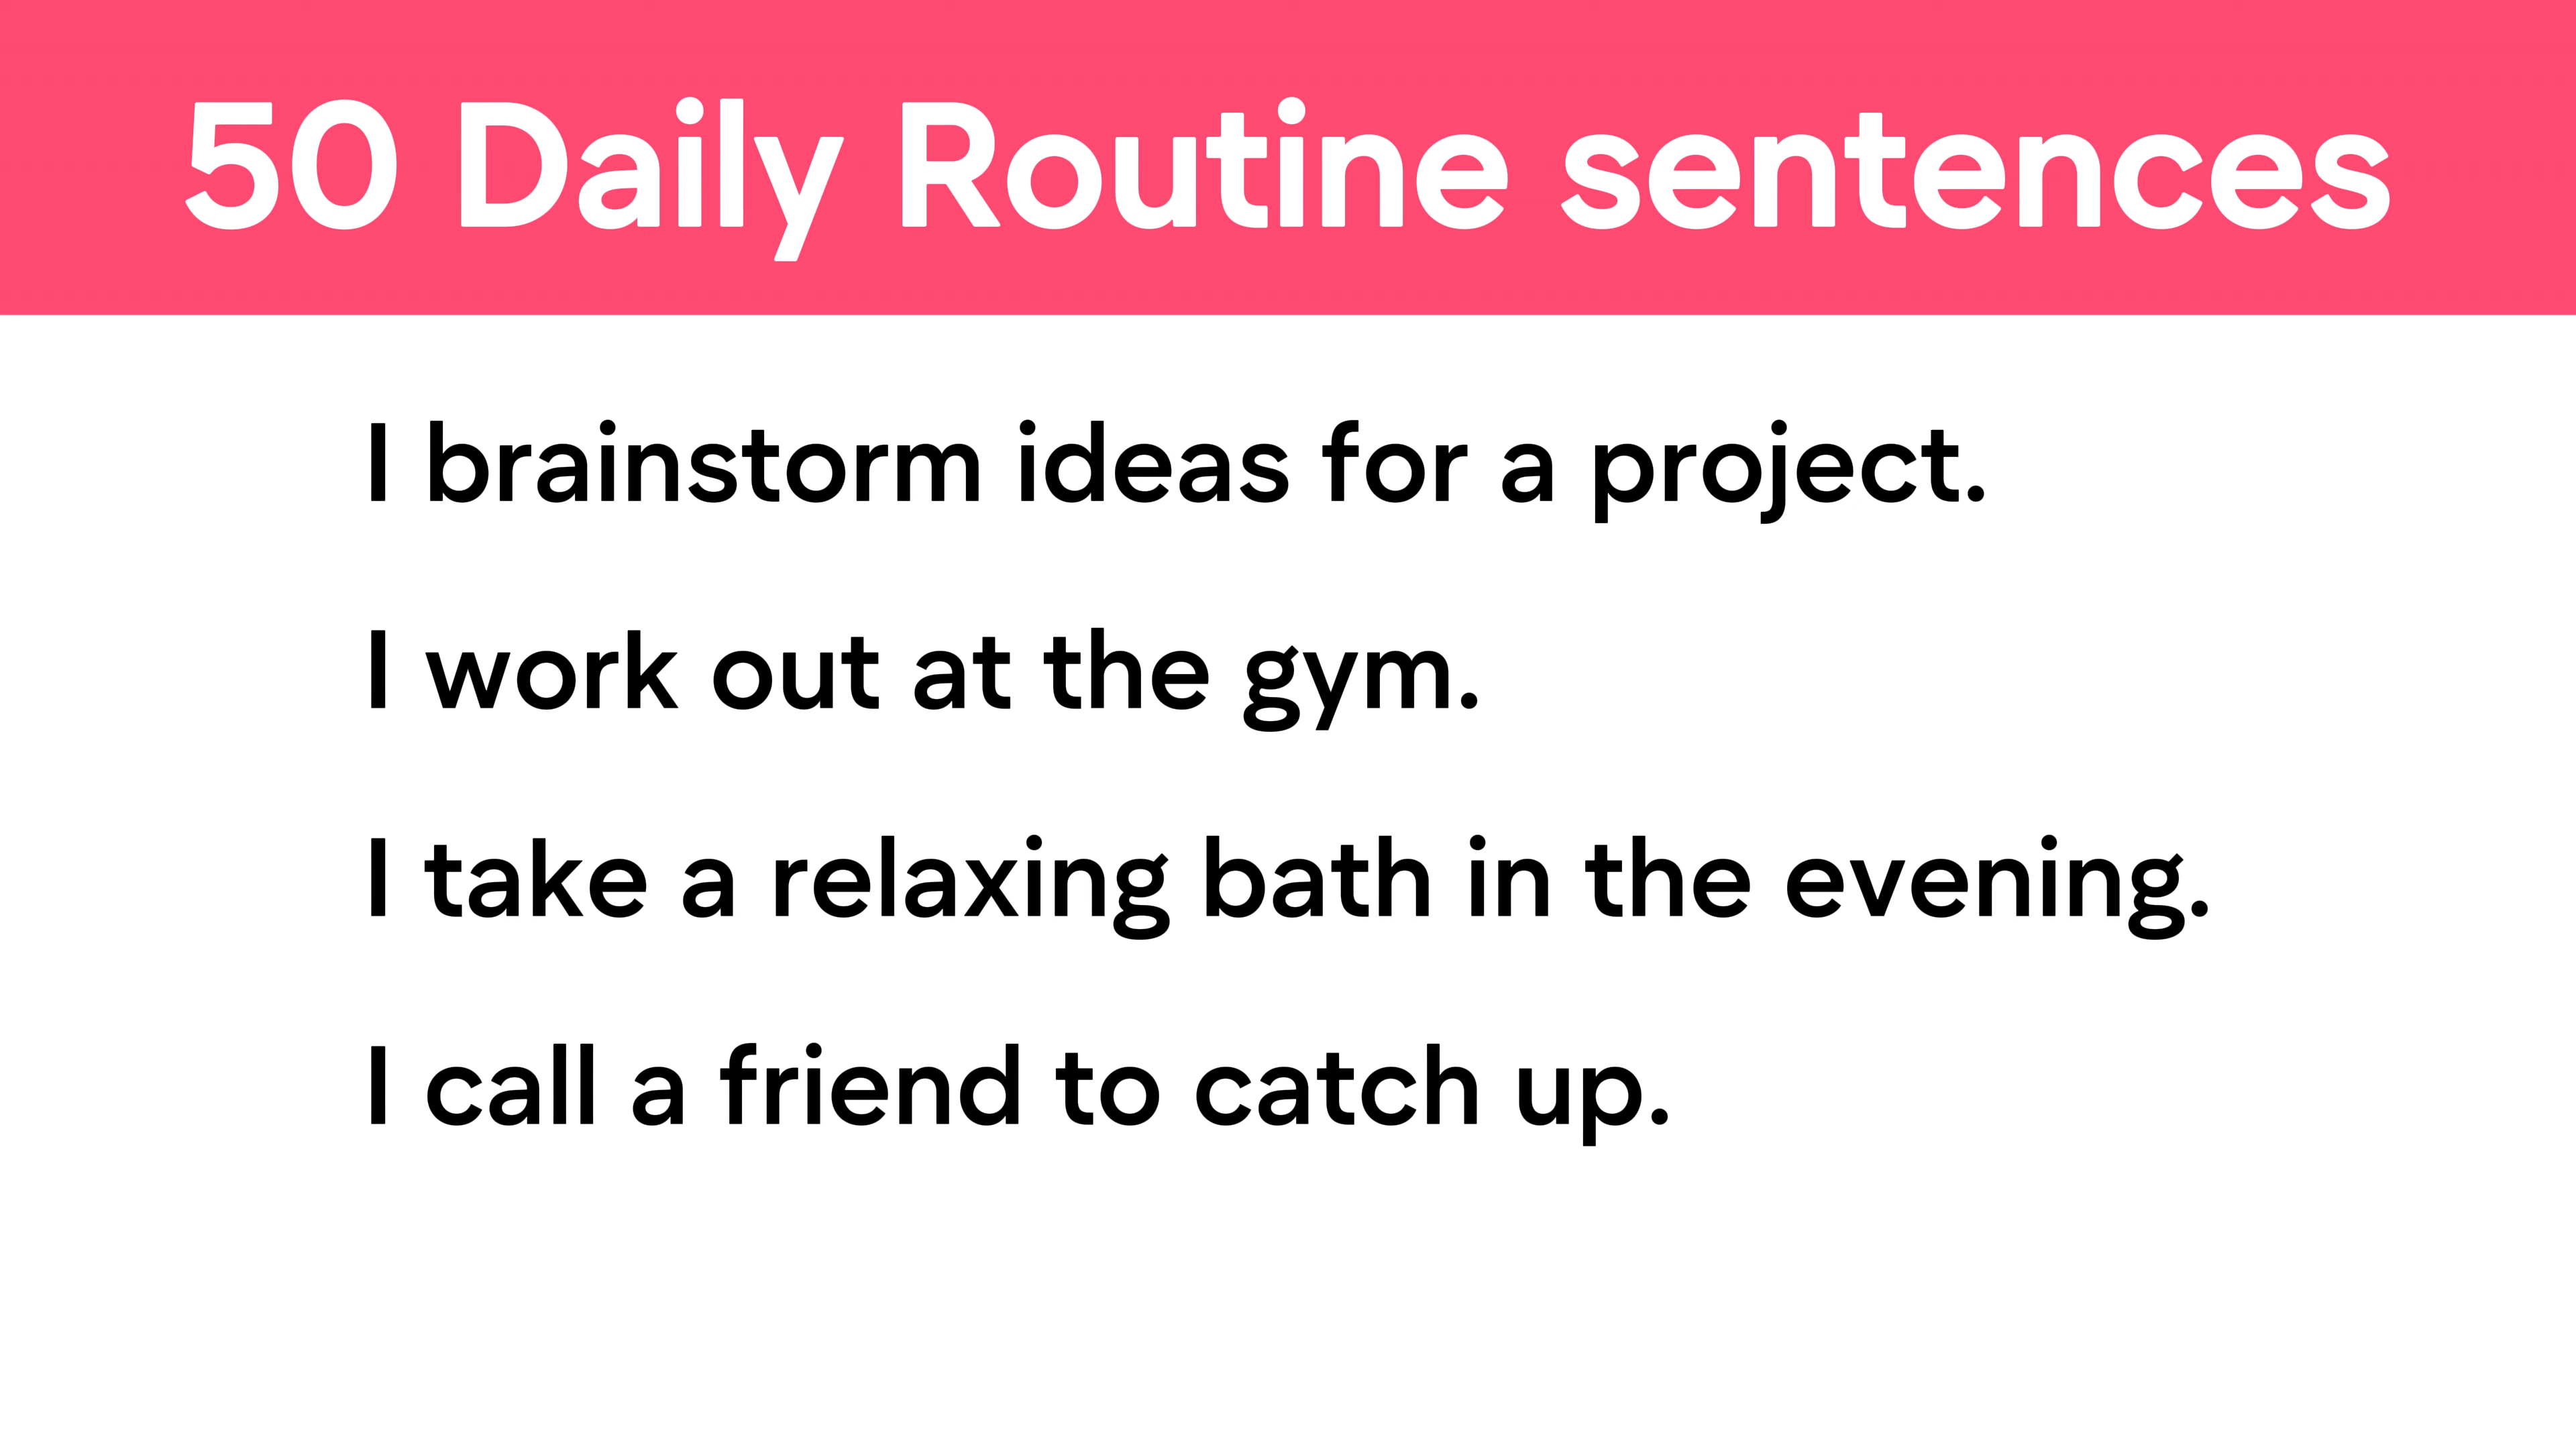 50 Daily Routine sentences
I brainstorm ideas for a project.
I work out at the gym.
I take a relaxing bath in the evening.
I call a friend to catch up.